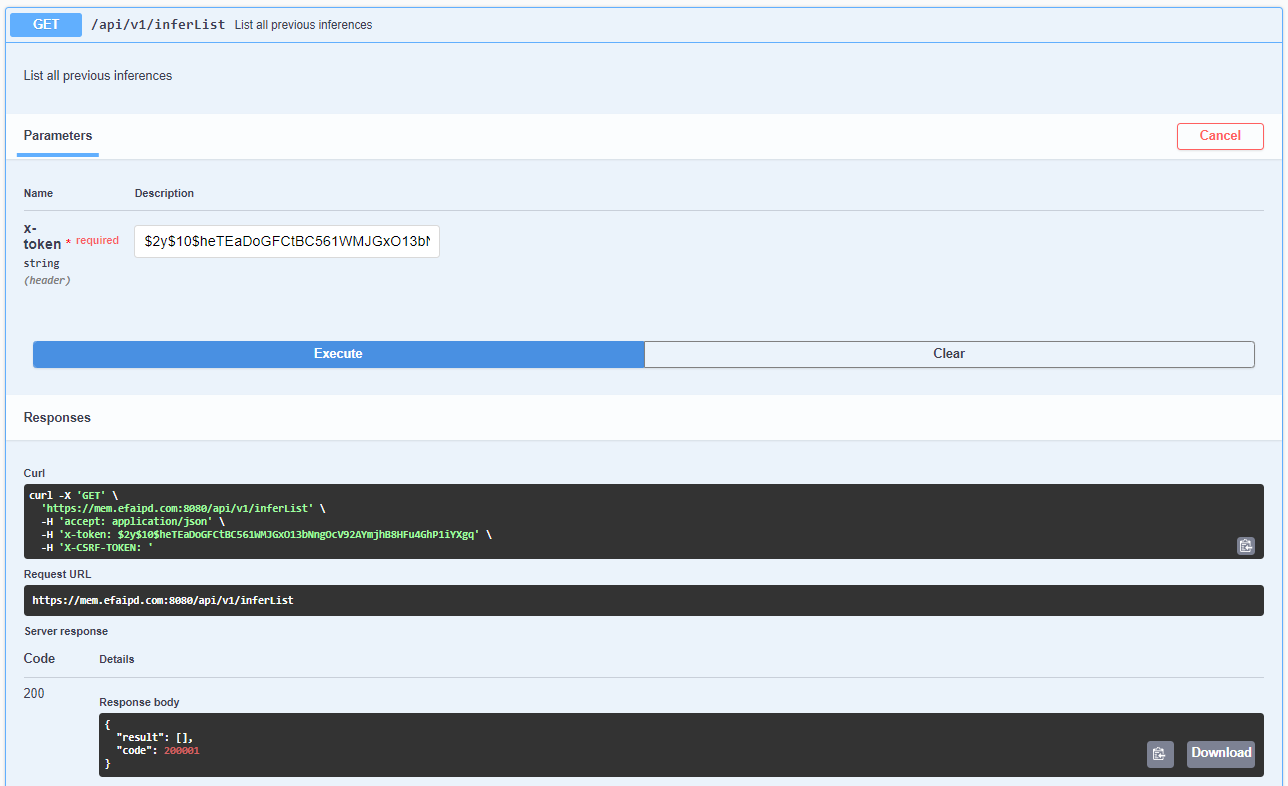 GET /api/v1/inferList List all previous inferences
List all previous inferences
Parameters
Cancel
Name Description
x-
token * required
string
(header)
$2y$10$heTEaDoGFCtBC561WMJGxO13bN
Execute Clear
Responses
Curl
curl -X 'GET' \
'https://mem.efaipd.com:8080/api/v1/inferList' \
-H 'accept: application/json' \
-H 'x-token: $2y$10$heTEaDoGFCtBC561WMJGxO13bNngOcV92AYmjhB8HFu4GhP1iYXgq' \
-H 'X-CSRF-TOKEN: '
Request URL
https://mem.efaipd.com:8080/api/v1/inferList
Server response
Code Details
200
Response body
{
"result": [],
"code": 200001
}
Download